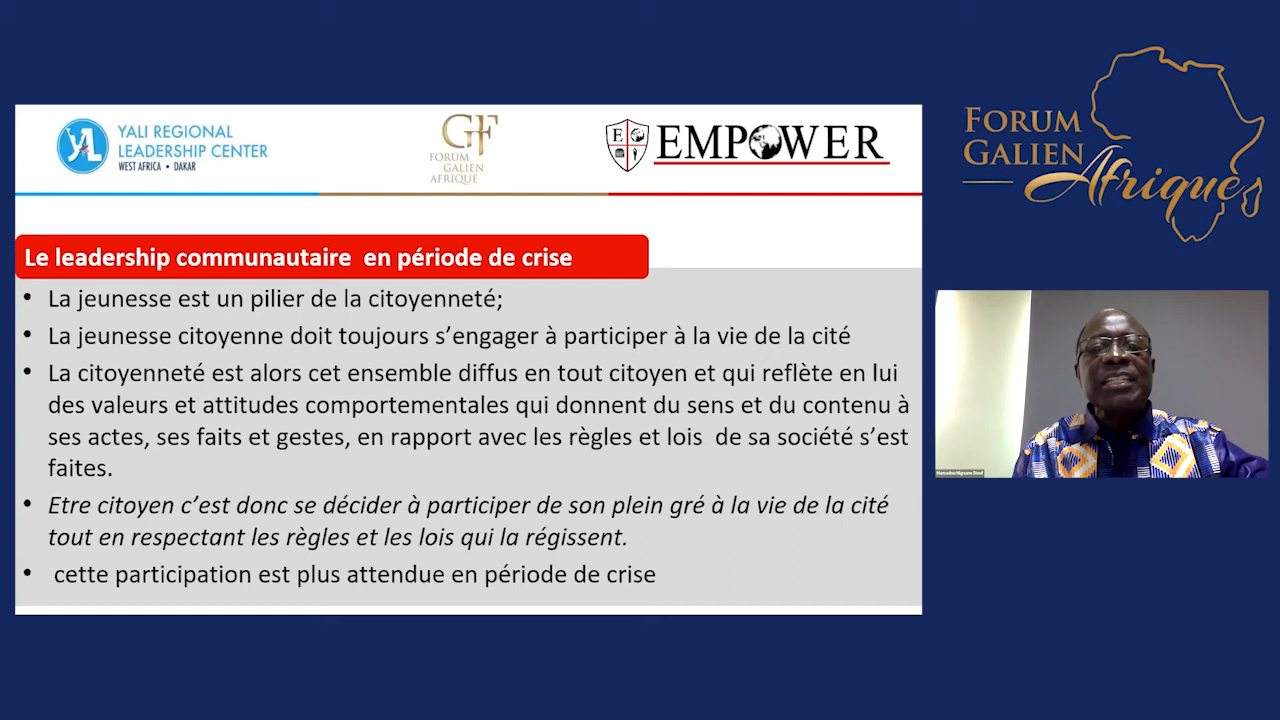 YALI REGIONAL
LEADERSHIP CENTER
WEST AFRICA • DAKAR
GF
FORUM
GALIEN
AFRIQUE
E
EMPOWER
FORUM
GALIEN
Afrique
Le leadership communautaire  en période de crise
• La jeunesse est un pilier de la citoyenneté;
• La jeunesse citoyenne doit toujours s’engager à participer à la vie de la cité
• La citoyenneté est alors cet ensemble diffus en tout citoyen et qui reflète en lui
des valeurs et attitudes comportementales qui donnent du sens et du contenu à
ses actes, ses faits et gestes, en rapport avec les règles et lois  de sa société s’est
faites.
• Etre citoyen c’est donc se décider à participer de son plein gré à la vie de la cité
tout en respectant les règles et les lois qui la régissent.
• cette participation est plus attendue en période de crise
Mamadou Mignane Diouf